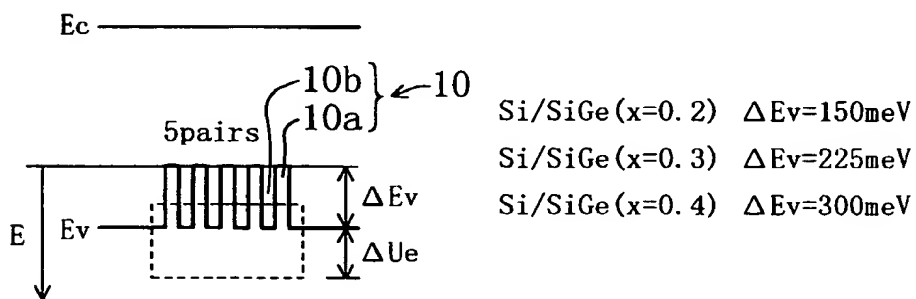 Ec
10b
10
10a
5pairs
Si/SiGe(x=0.2) ΔEv=150meV
Si/SiGe(x=0.3) ΔEv=225meV
Si/SiGe(x=0.4) ΔEv=300meV
ΔEv
E
Ev
ΔUe